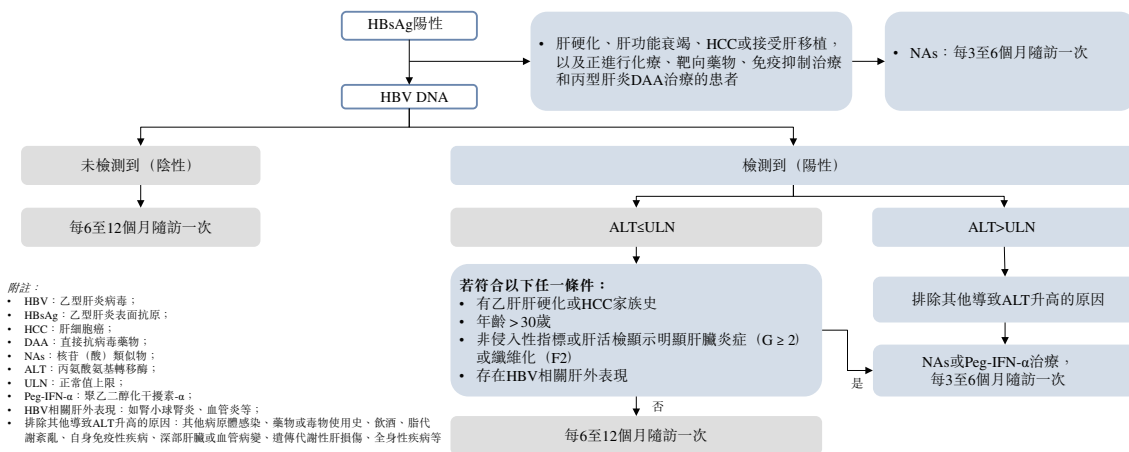 HBsAg陽性
• 肝硬化、肝功能衰竭、HCC或接受肝移植，
以及正進行化療、靶向藥物、免疫抑制治療
和丙型肝炎DAA治療的患者
• NAs：每3至6個月隨訪一次
HBV DNA
未檢測到（陰性）
檢測到（陽性）
每6至12個月隨訪一次
ALT≤ULN
ALT>ULN
若符合以下任一條件：
• 有乙肝肝硬化或HCC家族史
• 年齡＞30歲
• 非侵入性指標或肝活檢顯示明顯肝臟炎症（G ≥ 2）
或纖維化（F2）
• 存在HBV相關肝外表現
排除其他導致ALT升高的原因
是
NAs或Peg-IFN-α治療，
每3至6個月隨訪一次
否
每6至12個月隨訪一次
附註：
• HBV：乙型肝炎病毒；
• HBsAg：乙型肝炎表面抗原；
• HCC：肝細胞癌；
• DAA：直接抗病毒藥物；
• NAs：核苷（酸）類似物；
• ALT：丙氨酸氨基轉移酶；
• ULN：正常值上限；
• Peg-IFN-α：聚乙二醇化干擾素-α；
• HBV相關肝外表現：如腎小球腎炎、血管炎等；
• 排除其他導致ALT升高的原因：其他病原體感染、藥物或毒物使用史、飲酒、脂代
謝紊亂、自身免疫性疾病、深部肝臟或血管病變、遺傳代謝性肝損傷、全身性疾病等